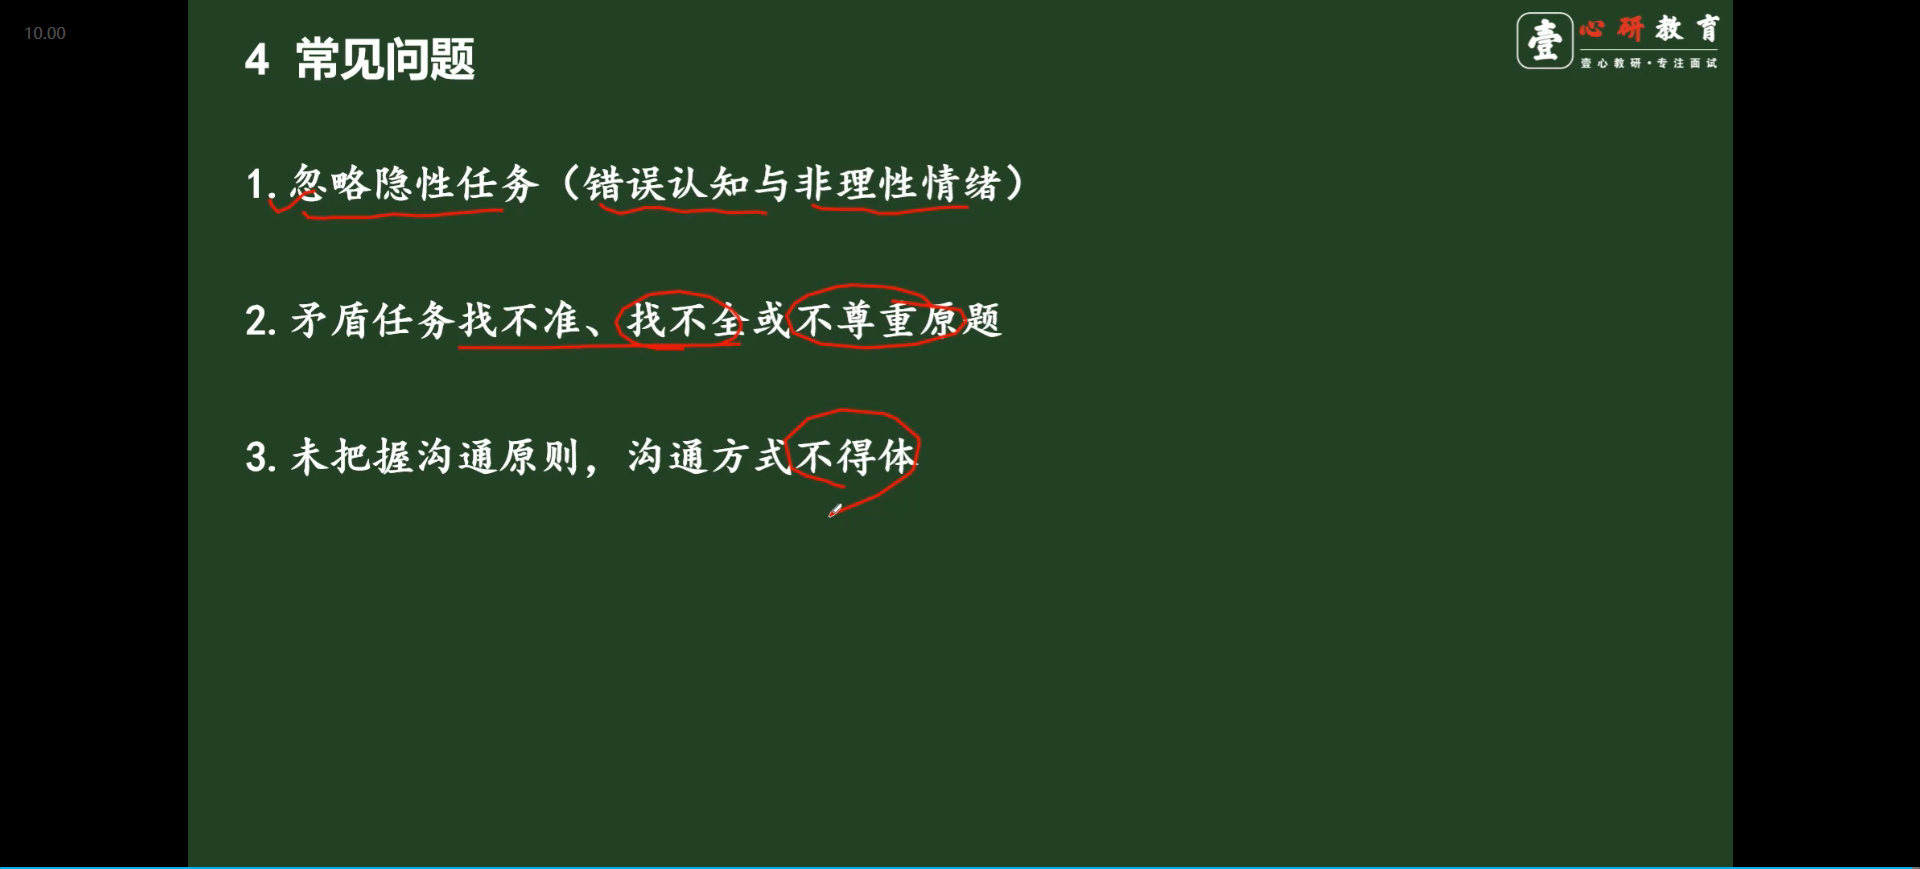 10.00
4 常见问题
壹 心研教育
壹心教研·专注面试
1.忽略隐性任务（错误认知与非理性情绪）
2.矛盾任务找不准、找不全或不尊重原题
3.未把握沟通原则，沟通方式不得体